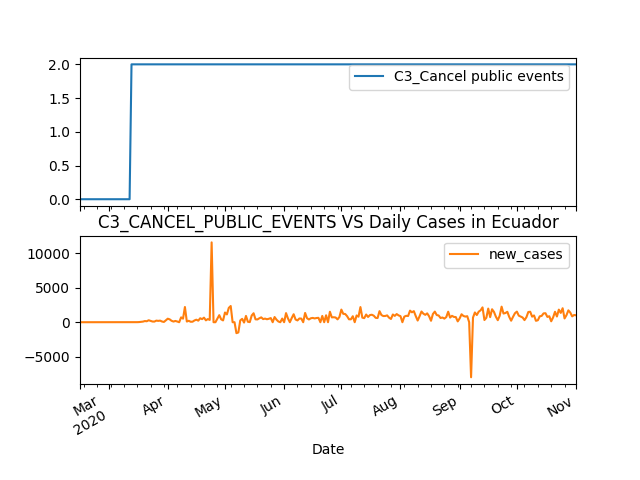 2.0
C3_Cancel public events
1.5
1.0
0.5
0.0
C3_CANCEL_PUBLIC_EVENTS VS Daily Cases in Ecuador
10000
new_cases
5000
0
−5000
Mar
2020
Apr
May
Jun
Jul
Aug
Sep
Oct
Nov
Date